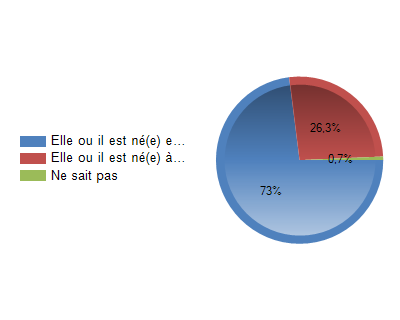 Elle ou il est né(e) e...
Elle ou il est né(e) à...
Ne sait pas
26,3%
0,7%
73%